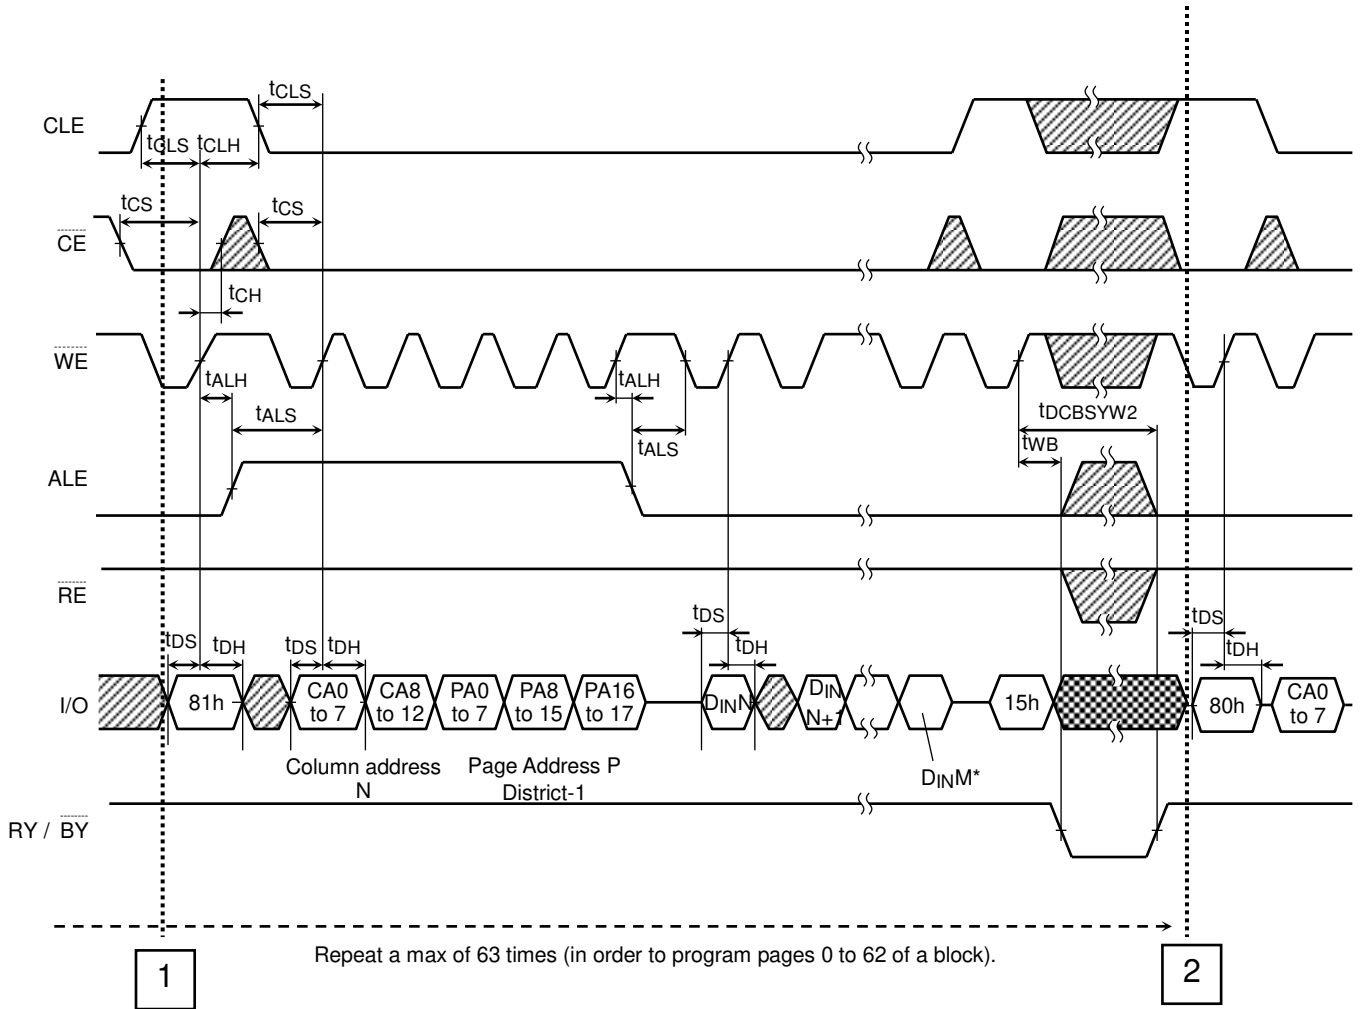 tCLS
CLE
tCLS tCLH
tCS tCS
CE
tCH
WE
tALH tALH
tDCBSYW2
tALS
tWB
tALS
ALE
RE
tDS tDS
tDS tDH tDS tDH tDH tDH
I/O 81h CA0 to 7 CA8 to 12 PA0 to 7 PA8 to 15 PA16 to 17 DINN DIN N+1 15h 80h CA0 to 7
Column address N
Page Address P District-1
DINM*
RY / BY
Repeat a max of 63 times (in order to program pages 0 to 62 of a block).
1
2